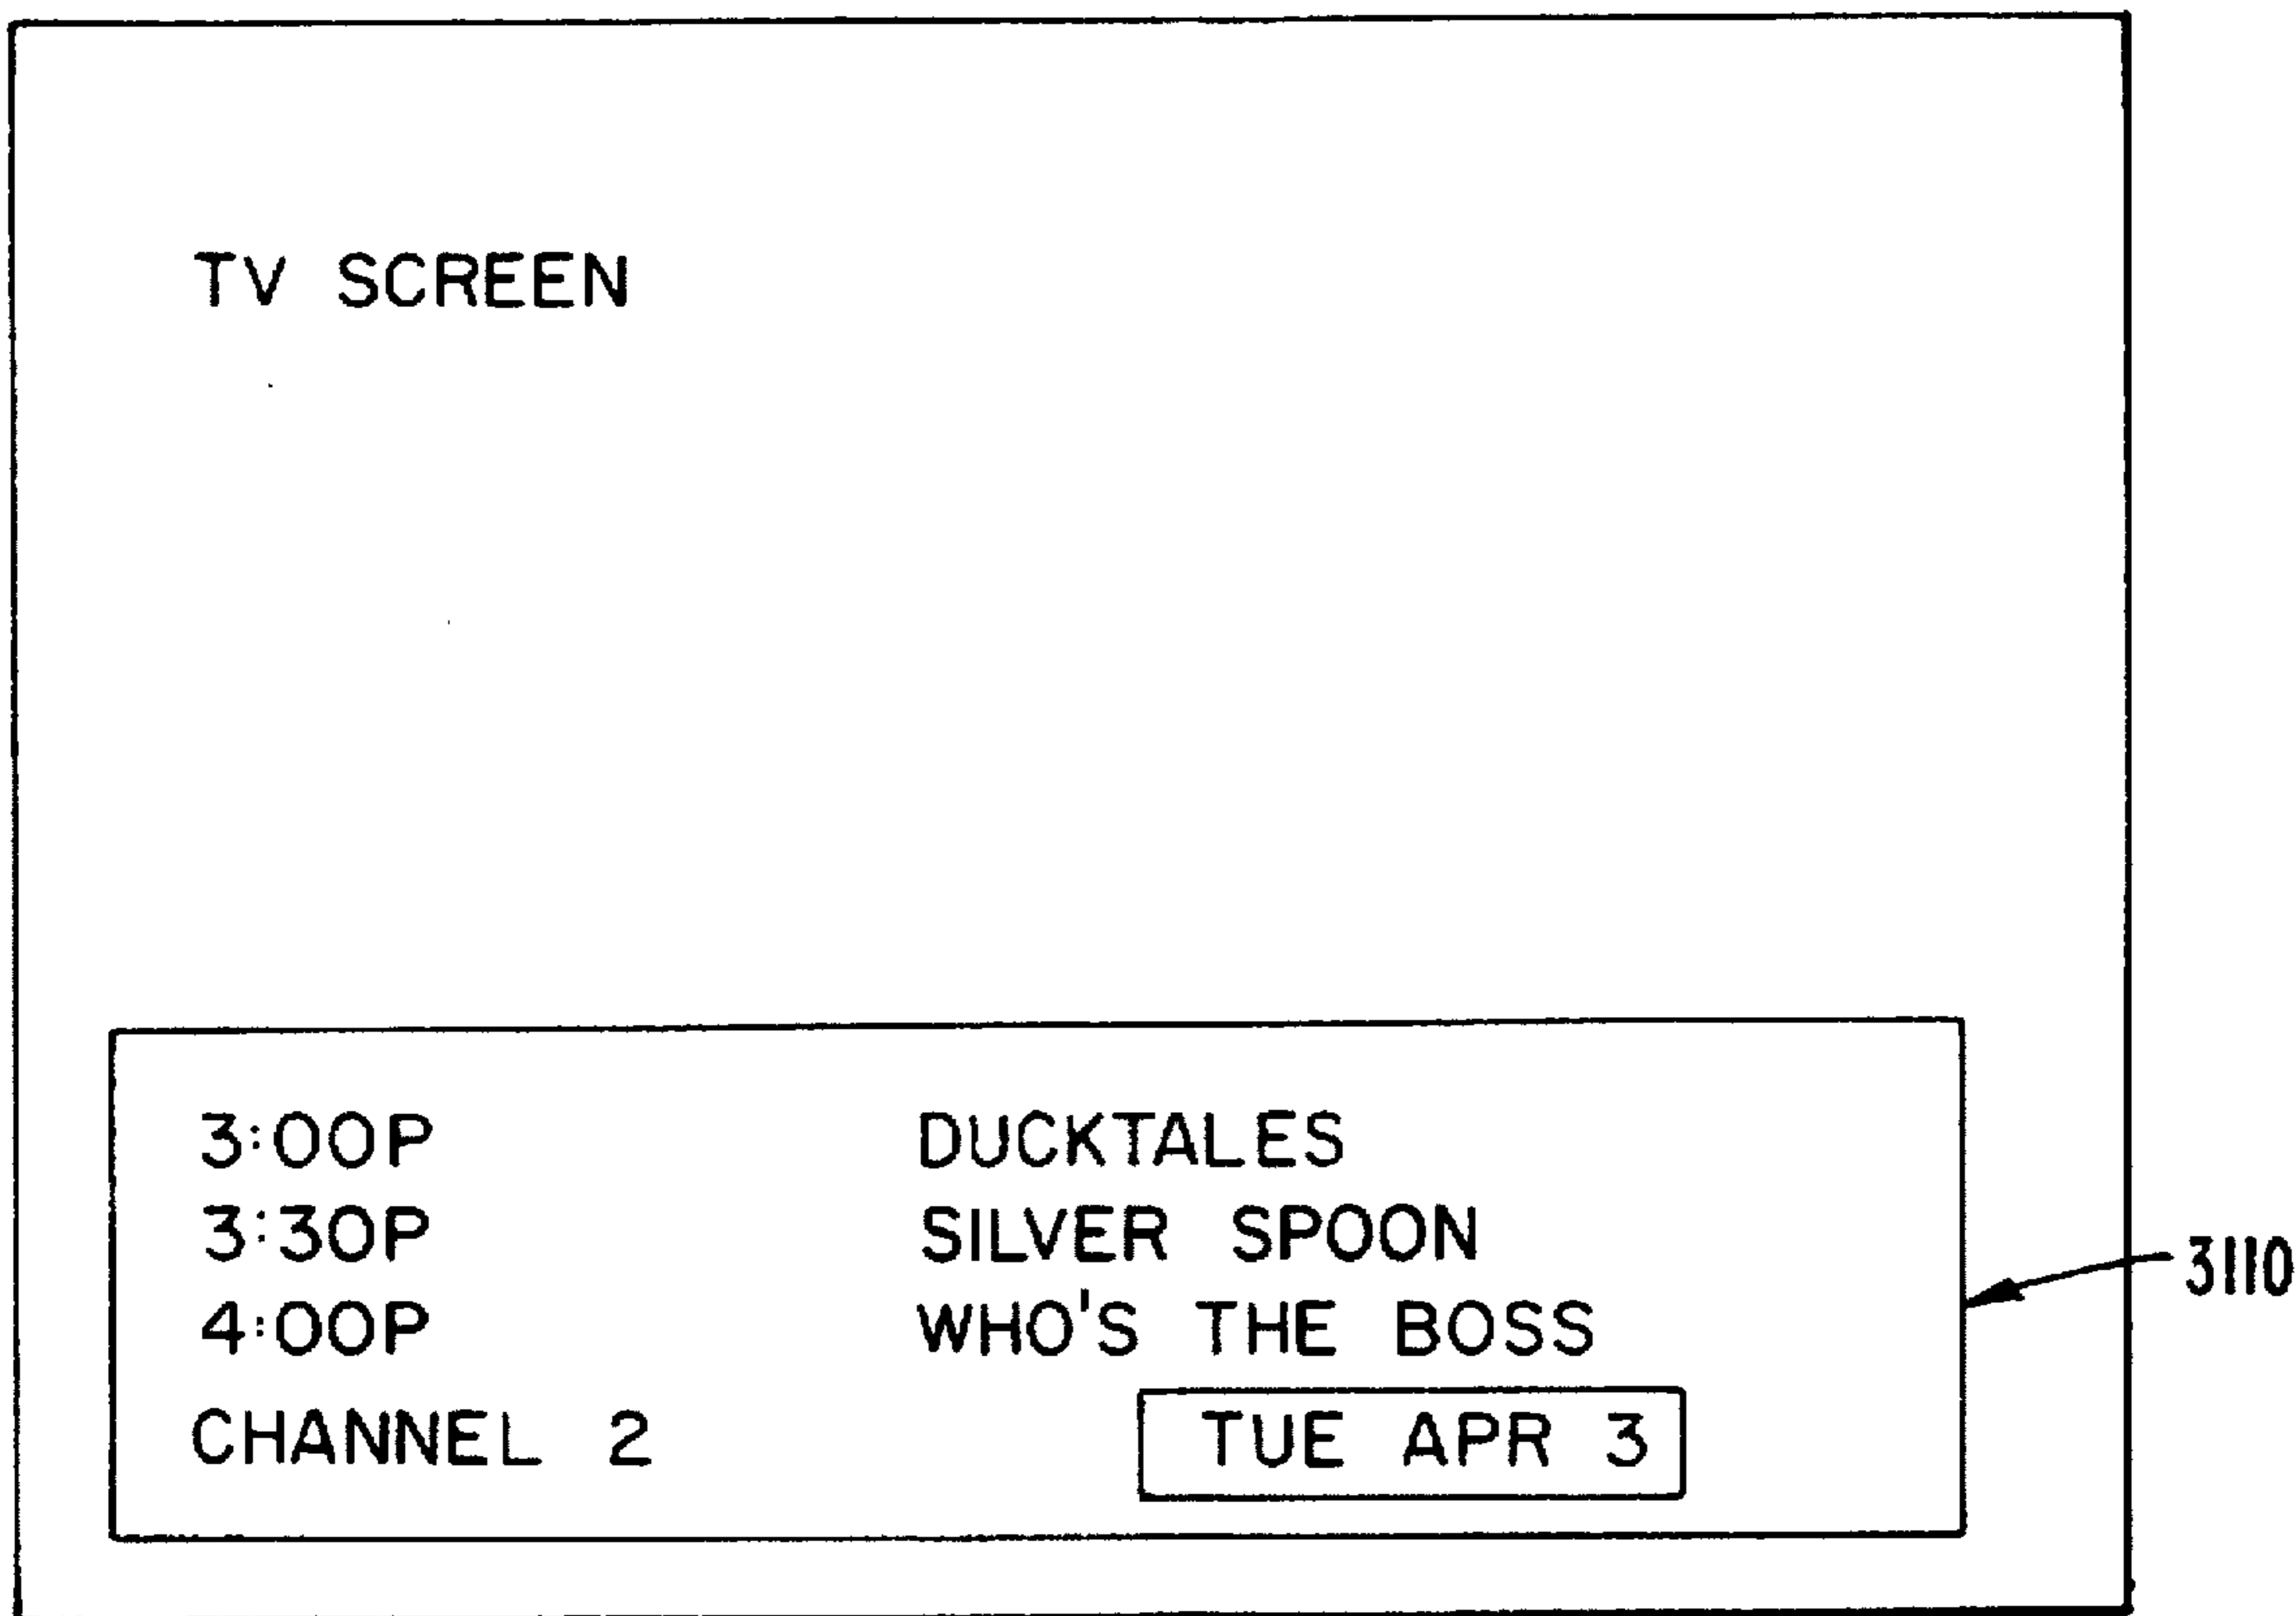 TV SCREEN
3:00P DUCKTALES
3:30P SILVER SPOON
3110
4:00P WHO'S THE BOSS
CHANNEL 2 TUE APR 3